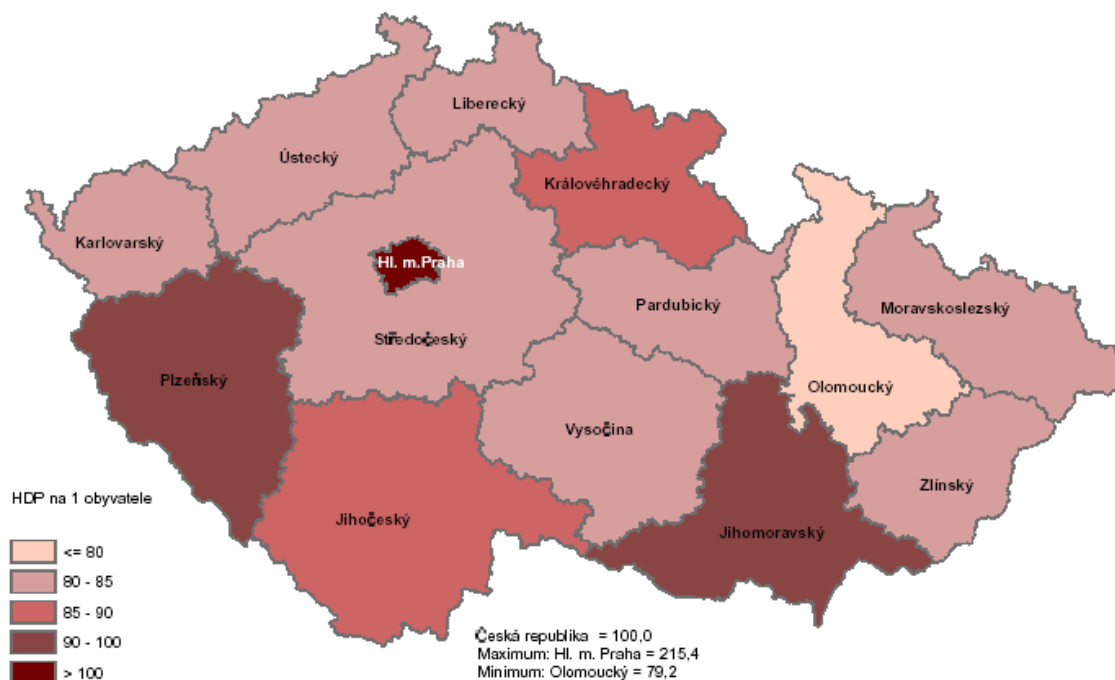 Liberecký
Ústecký
Královéhradecký
Karlovarský
Hl. m.Praha
Pardubický
Moravskoslezský
Středočeský
Plzeňský
Olomoucký
Vysočina
Zlínský
HDP na 1 obyvatele
Jihočeský
Jihomoravský
<= 80
80 - 85
85 - 90
90 - 100
> 100
Česká republika = 100,0
Maximum: Hl. m. Praha = 215,4
Minimum: Olomoucký = 79,2